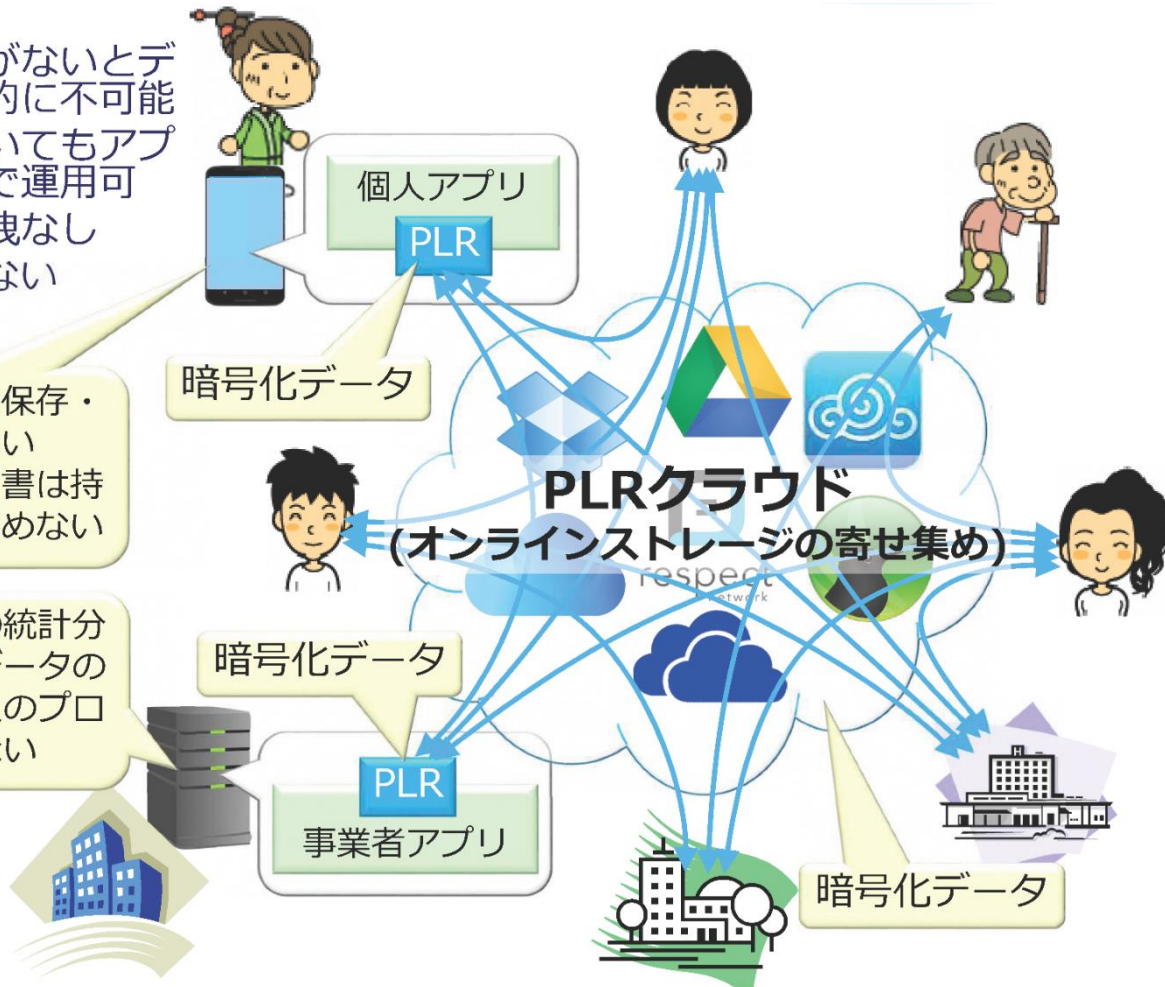 がないとデ
的に不可能
いてもアプ
で運用可
曳なし
ない
個人アプリ
PLR
暗号化データ
保存・
い
書は持
めない
PLRクラウド
(オンラインストレージの寄せ集め)
respect
network
統計分
データの
のプロ
い
暗号化データ
PLR
事業者アプリ
暗号化データ